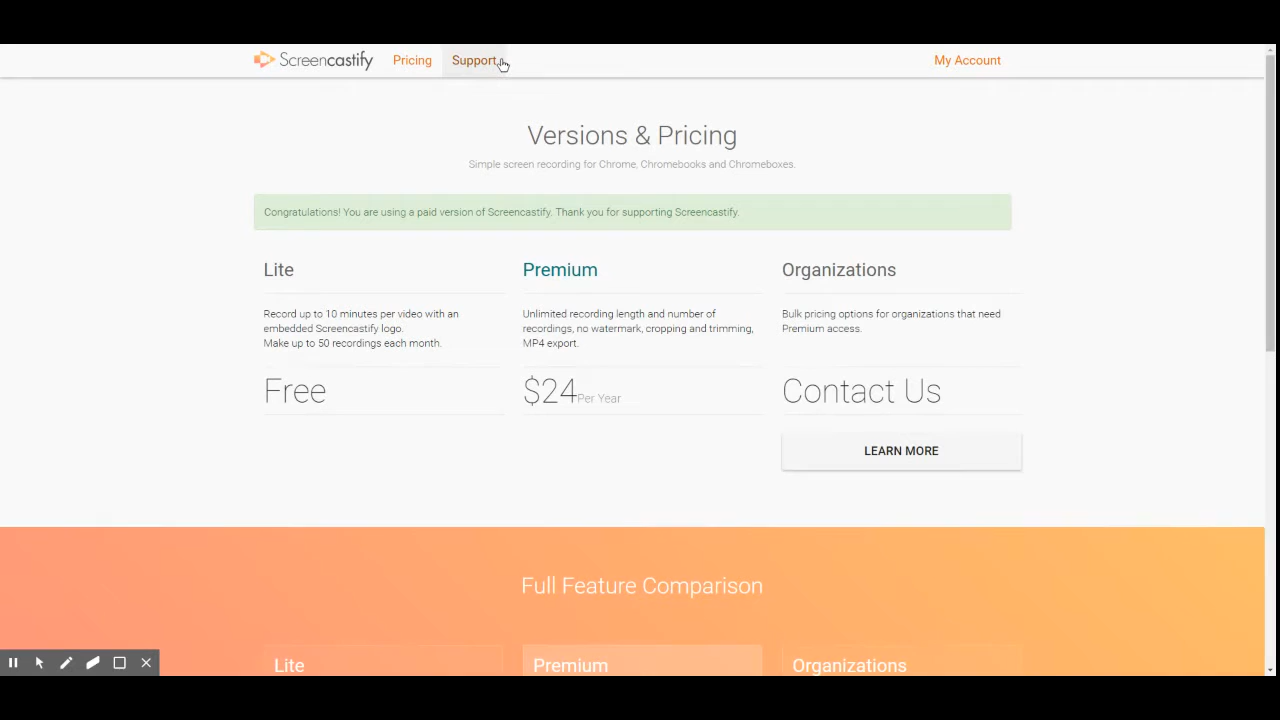 Screencastify Pricing Support My Account
Versions & Pricing
Simple screen recording for Chrome, Chromebooks and Chromeboxes.
Congratulations! You are using a paid version of Screencastify. Thank you for supporting Screencastify.
Lite
Record up to 10 minutes per video with an
embedded Screencastify logo.
Make up to 50 recordings each month.
Free
Premium
Unlimited recording length and number of
recordings, no watermark, cropping and trimming,
MP4 export.
$24 Per Year
Organizations
Bulk pricing options for organizations that need
Premium access.
Contact Us
LEARN MORE
Full Feature Comparison
Lite Premium Organizations